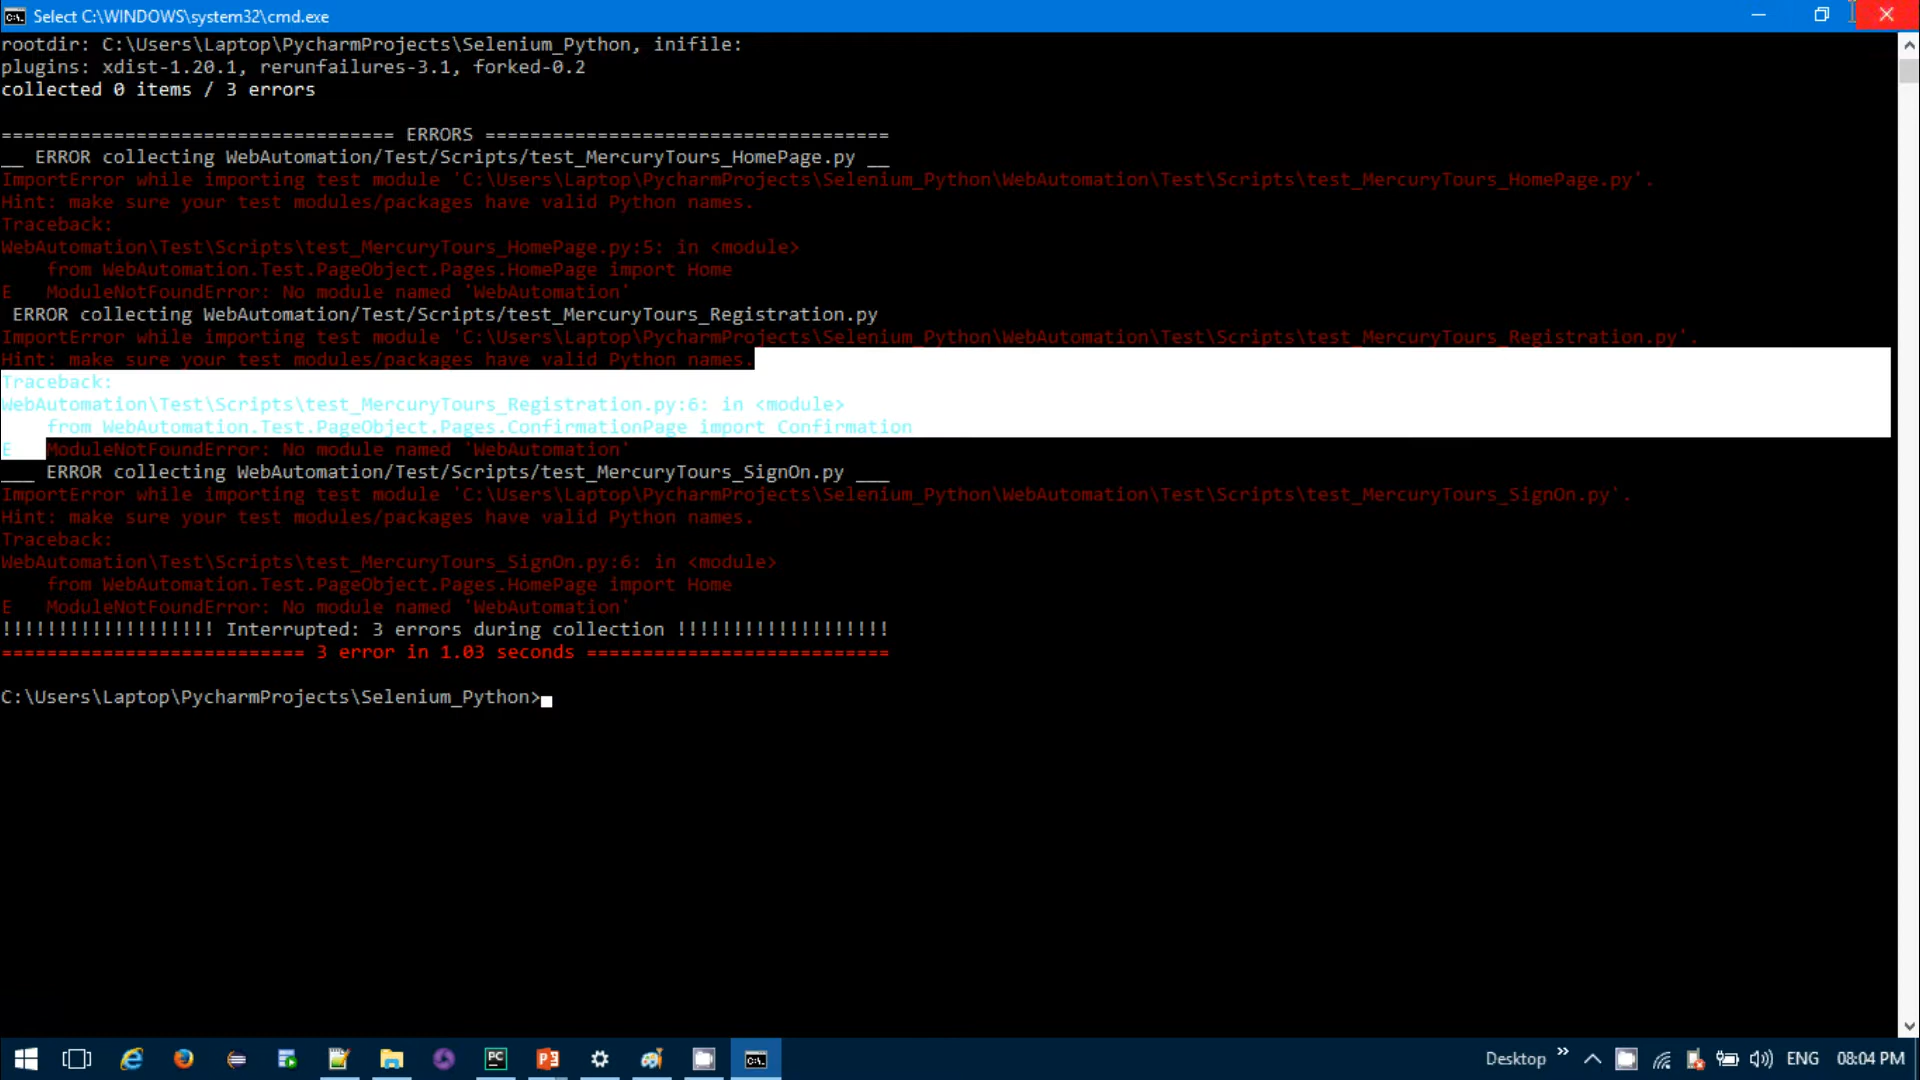 Select C:\WINDOWS\system32\cmd.exe
rootdir: C:\Users\Laptop\PycharmProjects\Selenium_Python, inifile:
plugins: xdist-1.20.1, rerunfailures-3.1, forked-0.2
collected 0 items / 3 errors
=================================== ERRORS ====================================
__ ERROR collecting WebAutomation/Test/Scripts/test_MercuryTours_HomePage.py __
ImportError while importing test module 'C:\Users\Laptop\PycharmProjects\Selenium_Python\WebAutomation\Test\Scripts\test_MercuryTours_HomePage.py'.
Hint: make sure your test modules/packages have valid Python names.
Traceback:
WebAutomation\Test\Scripts\test_MercuryTours_HomePage.py:5: in <module>
    from WebAutomation.Test.PageObject.Pages.HomePage import Home
E   ModuleNotFoundError: No module named 'WebAutomation'
 ERROR collecting WebAutomation/Test/Scripts/test_MercuryTours_Registration.py
ImportError while importing test module 'C:\Users\Laptop\PycharmProjects\Selenium_Python\WebAutomation\Test\Scripts\test_MercuryTours_Registration.py'.
Hint: make sure your test modules/packages have valid Python names.
Traceback:
WebAutomation\Test\Scripts\test_MercuryTours_Registration.py:6: in <module>
    from WebAutomation.Test.PageObject.Pages.ConfirmationPage import Confirmation
E   ModuleNotFoundError: No module named 'WebAutomation'
___ ERROR collecting WebAutomation/Test/Scripts/test_MercuryTours_SignOn.py ___
ImportError while importing test module 'C:\Users\Laptop\PycharmProjects\Selenium_Python\WebAutomation\Test\Scripts\test_MercuryTours_SignOn.py'.
Hint: make sure your test modules/packages have valid Python names.
Traceback:
WebAutomation\Test\Scripts\test_MercuryTours_SignOn.py:6: in <module>
    from WebAutomation.Test.PageObject.Pages.HomePage import Home
E   ModuleNotFoundError: No module named 'WebAutomation'
!!!!!!!!!!!!!!!!!!! Interrupted: 3 errors during collection !!!!!!!!!!!!!!!!!!!
=========================== 3 error in 1.03 seconds ===========================
C:\Users\Laptop\PycharmProjects\Selenium_Python>
Desktop ENG 08:04 PM